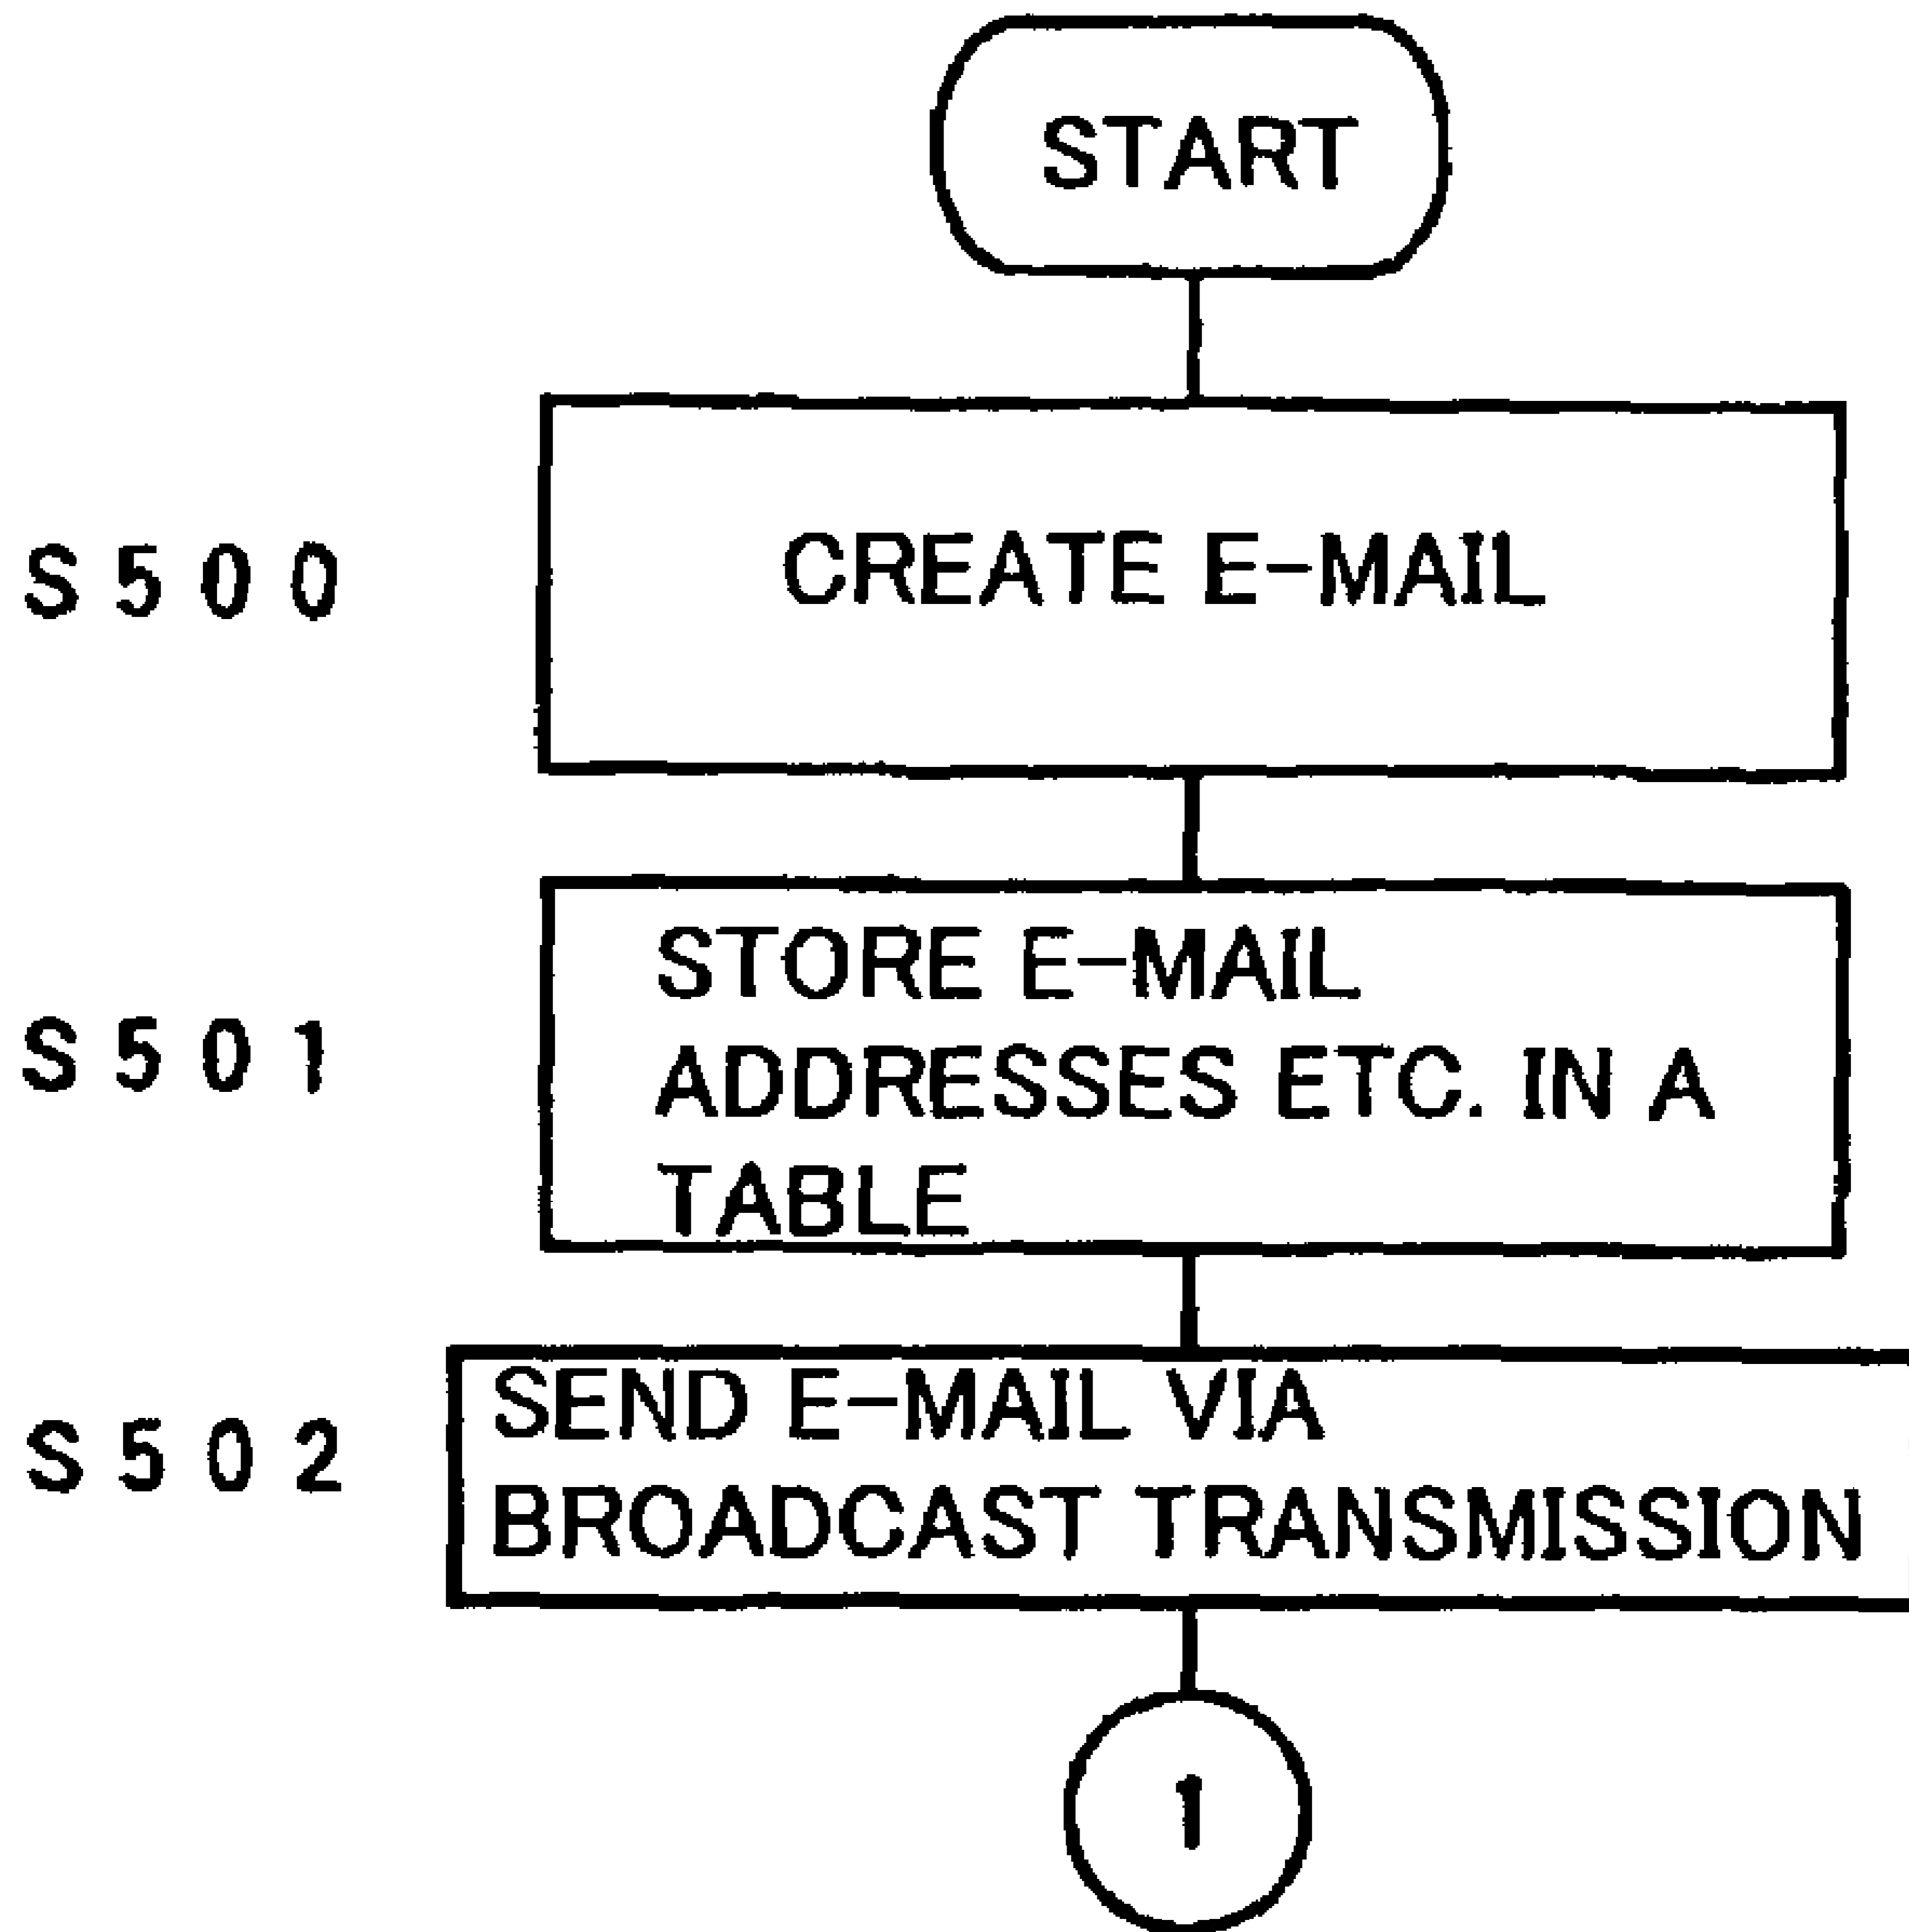 START
S500
CREATE E-MAIL
S501
STORE E-MAIL
ADDRESSES ETC. IN A
TABLE
S502
SEND E-MAIL VIA
BROADCAST TRANSMISSION
1